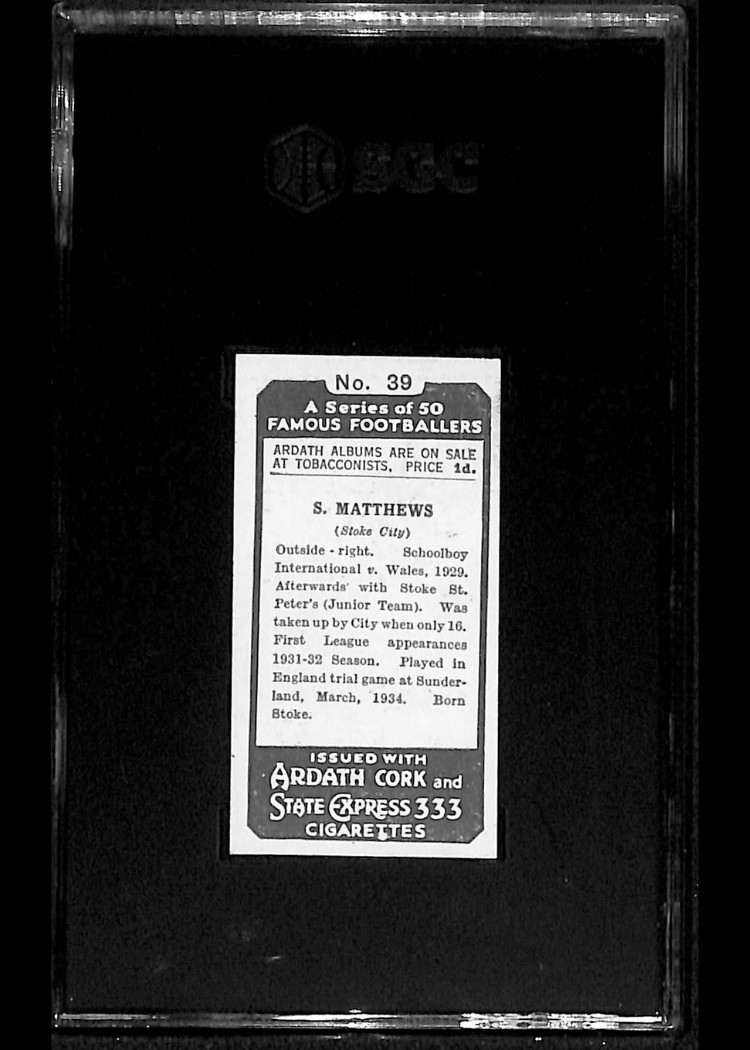 SGC
No. 39
A Series of 50
FAMOUS FOOTBALLERS
ARDATH ALBUMS ARE ON SALE
AT TOBACCONISTS, PRICE 1d.
S. MATTHEWS
(Stoke City)
Outside - right. Schoolboy
International v. Wales, 1929.
Afterwards with Stoke St.
Peter's (Junior Team). Was
taken up by City when only 16.
First League appearances
1931-32 Season. Played in
England trial game at Sunder-
land, March, 1934. Born
Stoke.
ISSUED WITH
ARDATH CORK and
STATE EXPRESS 333
CIGARETTES